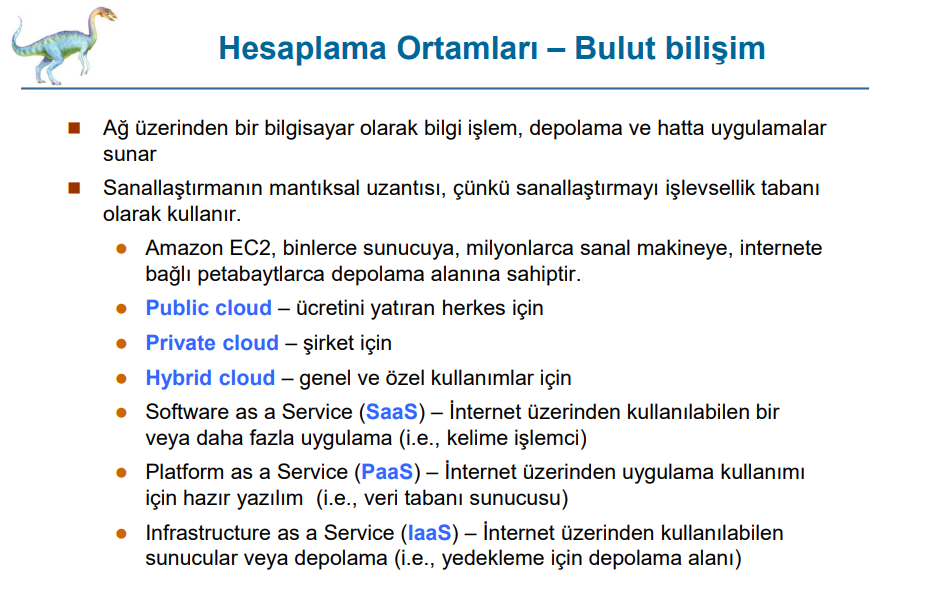 Hesaplama Ortamları – Bulut bilişim
Ağ üzerinden bir bilgisayar olarak bilgi işlem, depolama ve hatta uygulamalar
sunar
Sanallaştırmanın mantıksal uzantısı, çünkü sanallaştırmayı işlevsellik tabanı
olarak kullanır.
Amazon EC2, binlerce sunucuya, milyonlarca sanal makineye, internete
bağlı petabaytlarca depolama alanına sahiptir.
Public cloud – ücretini yatıran herkes için
Private cloud – şirket için
Hybrid cloud – genel ve özel kullanımlar için
Software as a Service (SaaS) – İnternet üzerinden kullanılabilen bir
veya daha fazla uygulama (i.e., kelime işlemci)
Platform as a Service (PaaS) – İnternet üzerinden uygulama kullanımı
için hazır yazılım  (i.e., veri tabanı sunucusu)
Infrastructure as a Service (IaaS) – İnternet üzerinden kullanılabilen
sunucular veya depolama (i.e., yedekleme için depolama alanı)